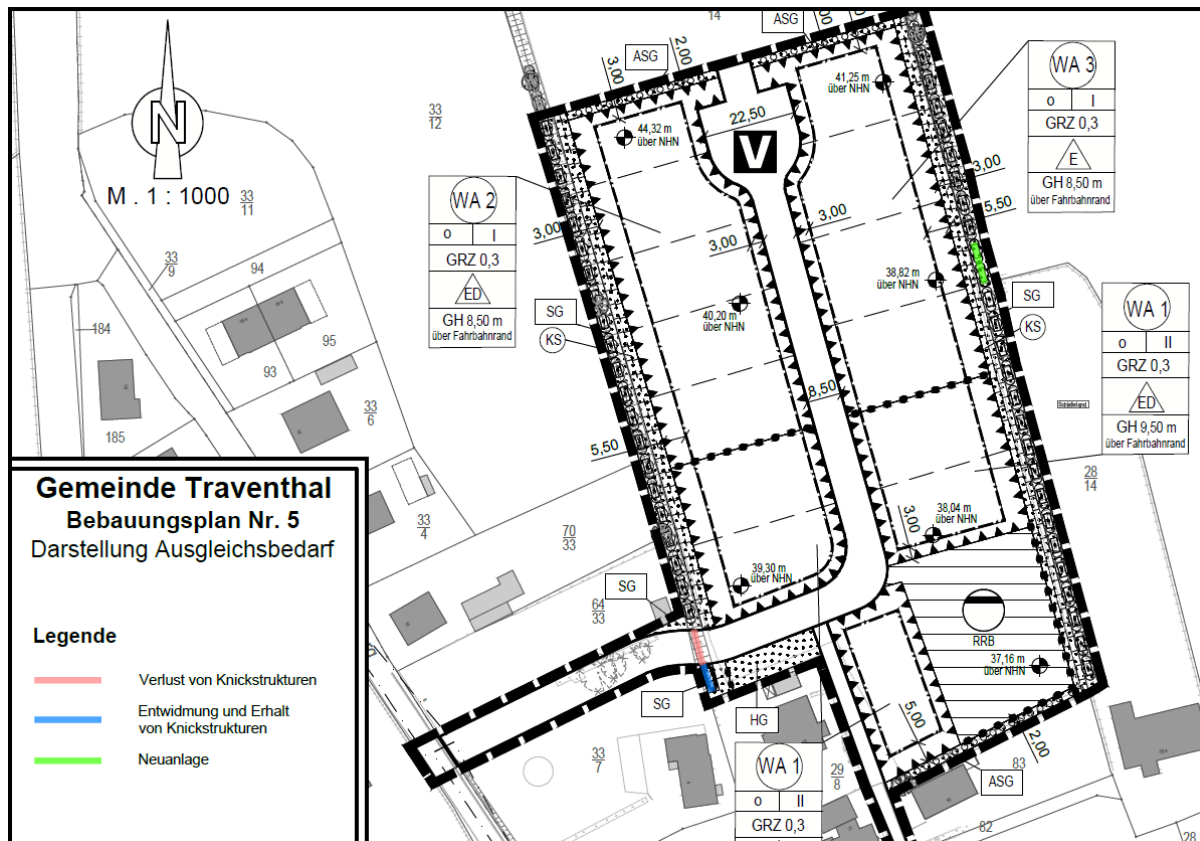 14
ASG
3,00
2,00
ASG
3,00
2,00
N
M . 1 : 1000
33
12
33
11
33
9
94
95
93
184
185
33
6
33
4
70
33
64
33
33
7
44,32 m
über NHN
22,50
V
41,25 m
über NHN
WA 3
o I
GRZ 0,3
E
GH 8,50 m
über Fahrbahnrand
3,00
5,50
WA 2
o I
GRZ 0,3
ED
GH 8,50 m
über Fahrbahnrand
3,00
3,00
3,00
SG
KS
40,20 m
über NHN
38,82 m
über NHN
SG
KS
WA 1
o II
GRZ 0,3
ED
GH 9,50 m
über Fahrbahnrand
8,50
5,50
28
14
3,00
38,04 m
über NHN
39,30 m
über NHN
SG
RRB
37,16 m
über NHN
SG
HG
5,00
2,00
83
ASG
82
28
29
8
WA 1
o II
GRZ 0,3
Gemeinde Traventhal
Bebauungsplan Nr. 5
Darstellung Ausgleichsbedarf
Legende
Verlust von Knickstrukturen
Entwidmung und Erhalt
von Knickstrukturen
Neuanlage